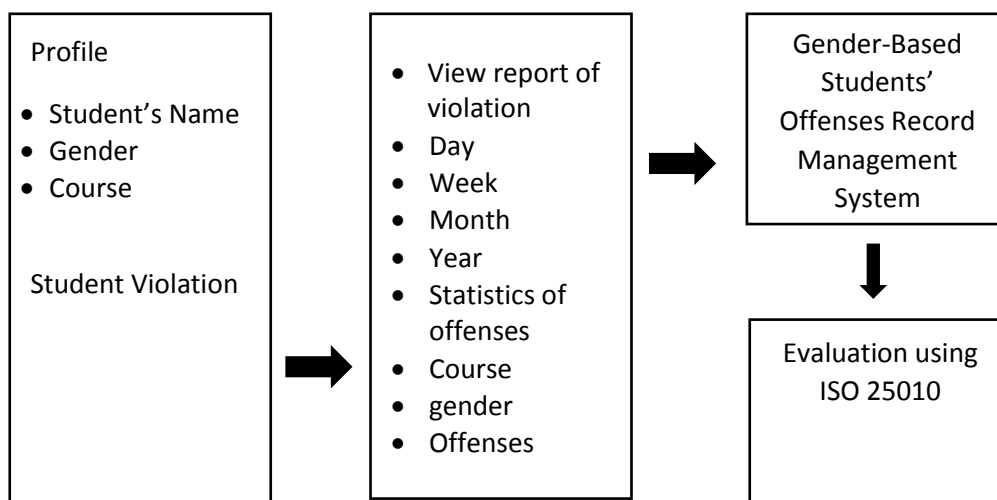 Profile
• Student's Name
• Gender
• Course
Student Violation
• View report of
violation
• Day
• Week
• Month
• Year
• Statistics of
offenses
• Course
• gender
• Offenses
Gender-Based
Students'
Offenses Record
Management
System
Evaluation using
ISO 25010